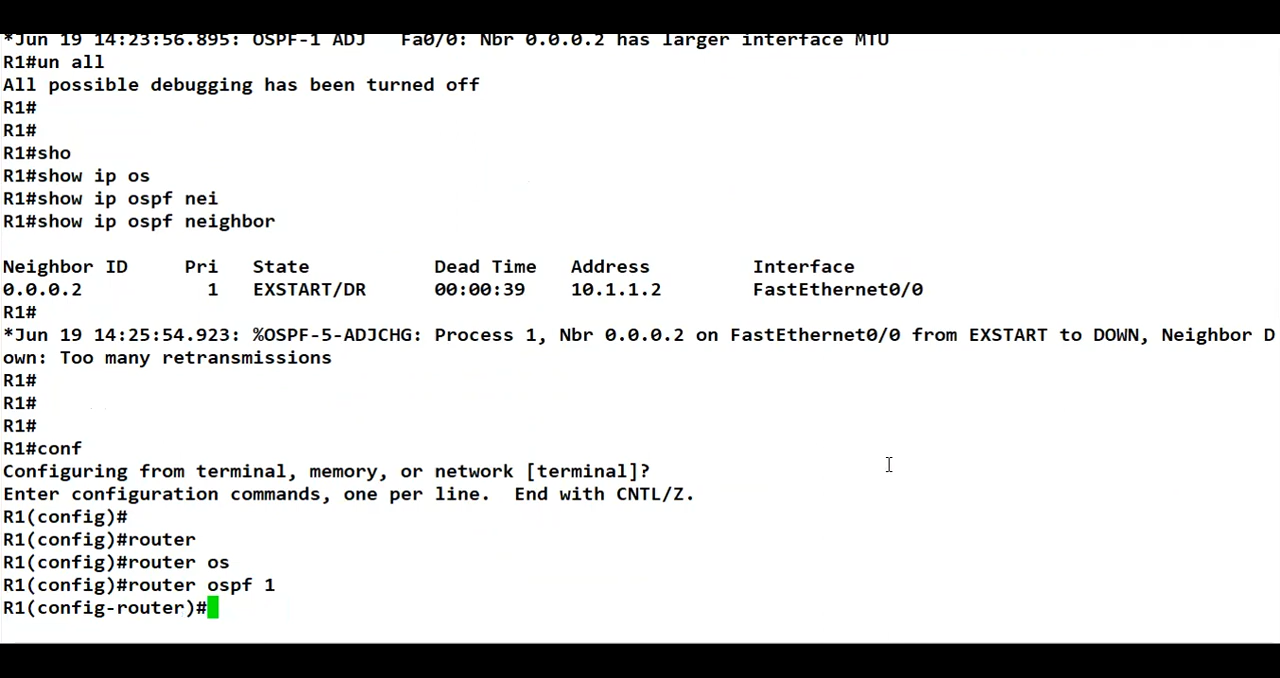 *Jun 19 14:23:56.895: OSPF-1 ADJ   Fa0/0: Nbr 0.0.0.2 has larger interface MTU
R1#un all
All possible debugging has been turned off
R1#
R1#
R1#sho
R1#show ip os
R1#show ip ospf nei
R1#show ip ospf neighbor

Neighbor ID     Pri   State           Dead Time   Address         Interface
0.0.0.2           1   EXSTART/DR      00:00:39    10.1.1.2        FastEthernet0/0
R1#
*Jun 19 14:25:54.923: %OSPF-5-ADJCHG: Process 1, Nbr 0.0.0.2 on FastEthernet0/0 from EXSTART to DOWN, Neighbor D
own: Too many retransmissions
R1#
R1#
R1#
R1#conf
Configuring from terminal, memory, or network [terminal]?
Enter configuration commands, one per line.  End with CNTL/Z.
R1(config)#
R1(config)#router
R1(config)#router os
R1(config)#router ospf 1
R1(config-router)#